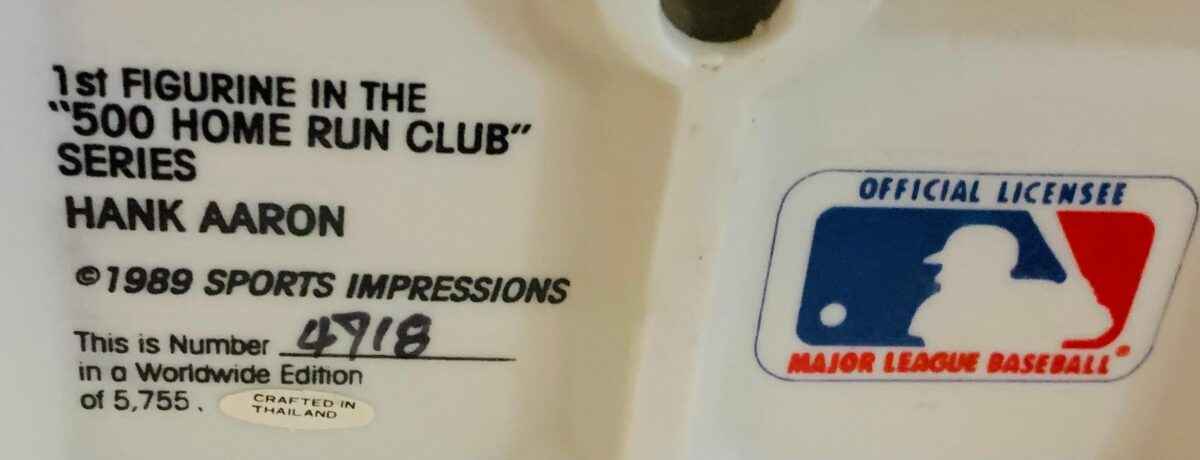 1st FIGURINE IN THE
"500 HOME RUN CLUB"
SERIES
HANK AARON
©1989 SPORTS IMPRESSIONS
This is Number 4718
in a Worldwide Edition
of 5,755.
CRAFTED IN
THAILAND
OFFICIAL LICENSEE
MAJOR LEAGUE BASEBALL®